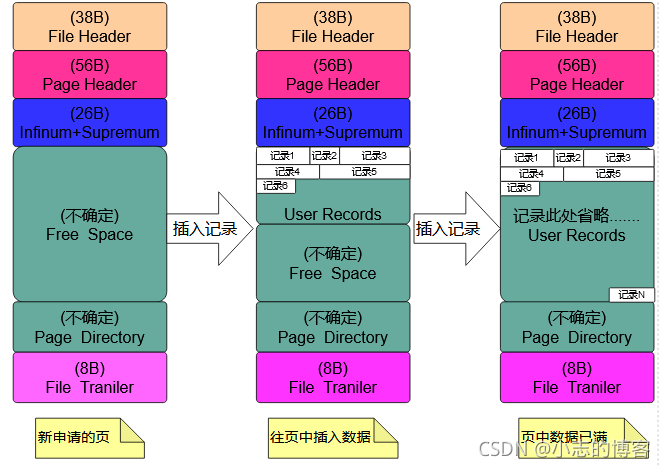 (38B)
File Header
(56B)
Page Header
(26B)
Infinum+Supremum
(不确定)
Free Space
(不确定)
Page Directory
(8B)
File Traniler
新申请的页
插入记录
(38B)
File Header
(56B)
Page Header
(26B)
Infinum+Supremum
记录1 记录2 记录3
记录4 记录5
记录6
User Records
(不确定)
Free Space
(不确定)
Page Directory
(8B)
File Traniler
往页中插入数据
插入记录
(38B)
File Header
(56B)
Page Header
(26B)
Infinum+Supremum
记录1 记录2 记录3
记录4 记录5
记录6
记录此处省略.......
User Records
记录N
(不确定)
Page Directory
(8B)
File Traniler
页中数据已满
CSDN @小志的博客